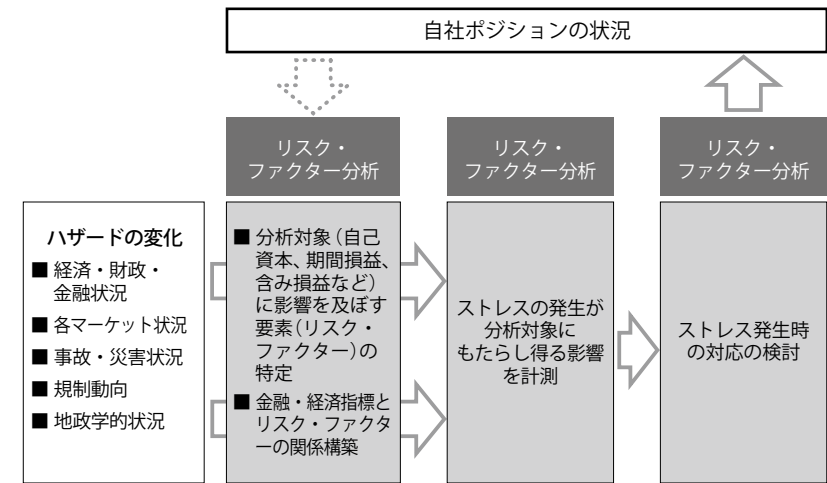 自社ポジションの状況
リスク・
ファクター分析
リスク・
ファクター分析
リスク・
ファクター分析
ハザードの変化
■ 経済・財政・
金融状況
■ 各マーケット状況
■ 事故・災害状況
■ 規制動向
■ 地政学的状況
■ 分析対象（自己
資本、期間損益、
含み損益など）
に影響を及ぼす
要素（リスク・
ファクター）の
特定
■ 金融・経済指標と
リスク・ファクタ
ーの関係構築
ストレスの発生が
分析対象に
もたらし得る影響
を計測
ストレス発生時
の対応の検討